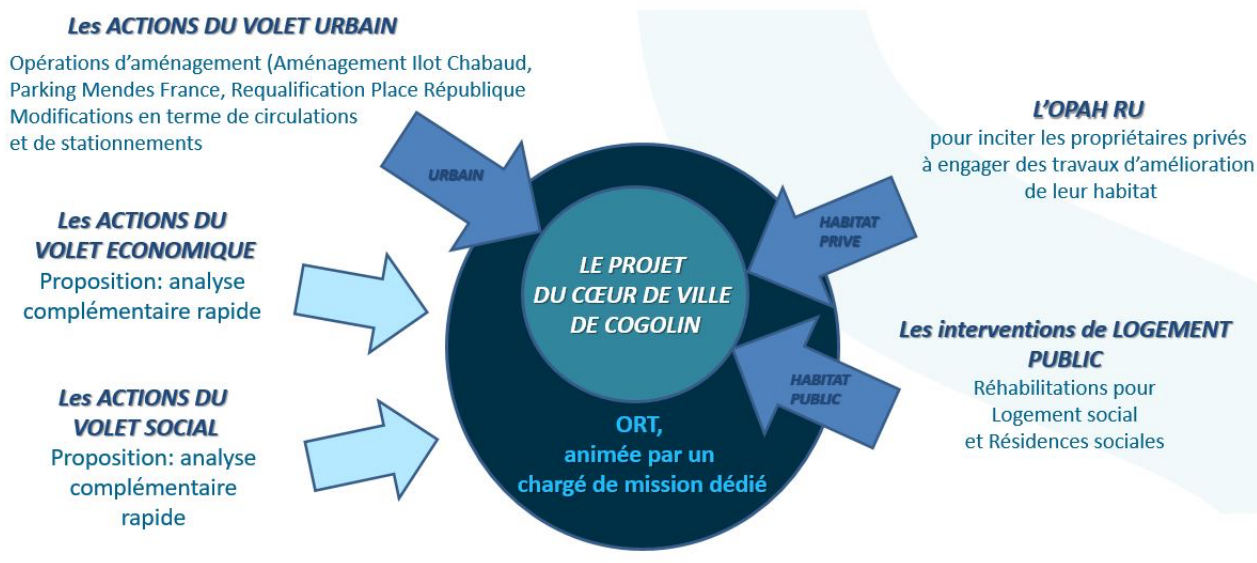 Les ACTIONS DU VOLET URBAIN
Opérations d'aménagement (Aménagement Ilot Chabaud,
Parking Mendes France, Requalification Place République
Modifications en terme de circulations
et de stationnements
URBAIN
Les ACTIONS DU
VOLET ECONOMIQUE
Proposition: analyse
complémentaire rapide
Les ACTIONS DU
VOLET SOCIAL
Proposition: analyse
complémentaire
rapide
LE PROJET
DU CŒUR DE VILLE
DE COGOLIN
ORT,
animée par un
chargé de mission dédié
L'OPAH RU
pour inciter les propriétaires privés
à engager des travaux d'amélioration
de leur habitat
HABITAT
PRIVE
Les interventions de LOGEMENT
PUBLIC
Réhabilitations pour
Logement social
et Résidences sociales
HABITAT
PUBLIC